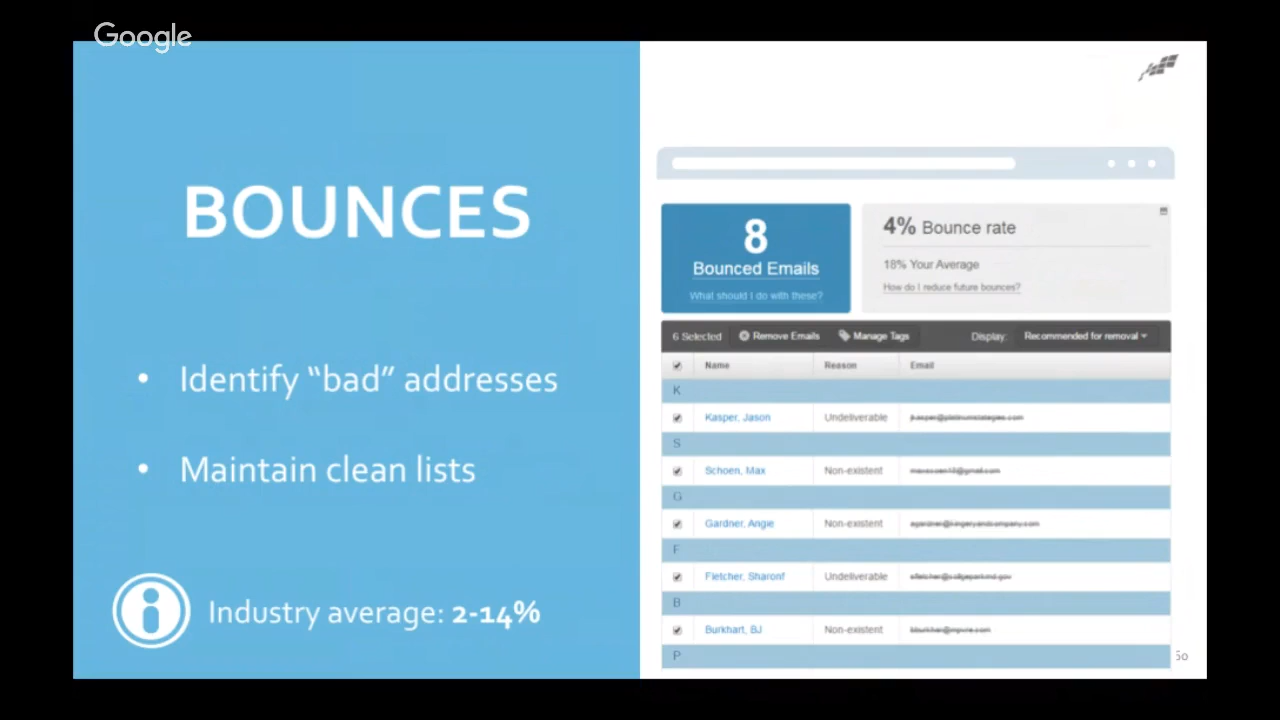 Google
BOUNCES
• Identify “bad” addresses
• Maintain clean lists
Industry average: 2-14%
8
Bounced Emails
What should I do with these?
4% Bounce rate
18% Your Average
How do I reduce future bounces?
6 Selected Remove Emails Manage Tags Display: Recommended for removal
Name Reason Email
K
Kasper, Jason Undeliverable
S
Schoen, Max Non-existent
G
Gardner, Angie Non-existent
F
Fletcher, Sharonf Undeliverable
B
Burkhart, BJ Non-existent
P